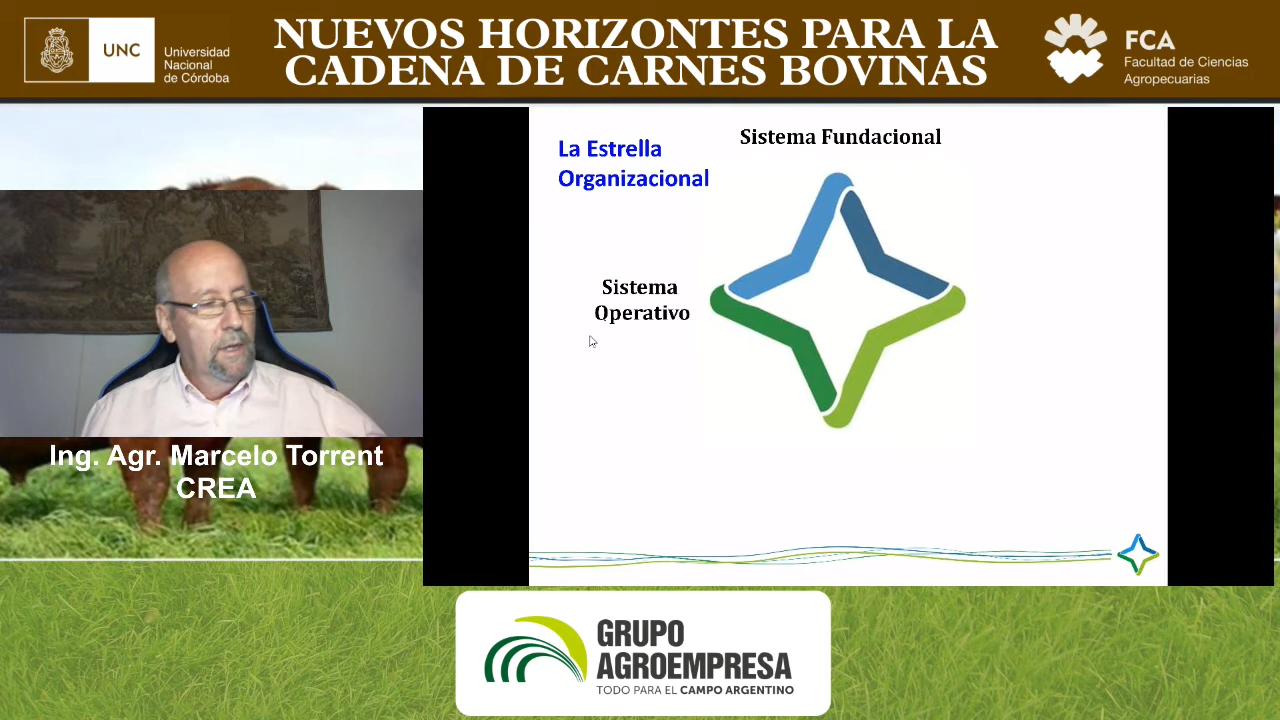 UNC
Universidad
Nacional
de Córdoba
NUEVOS HORIZONTES PARA LA
CADENA DE CARNES BOVINAS
FCA
Facultad de Ciencias
Agropecuarias
La Estrella
Organizacional
Sistema Fundacional
Sistema
Operativo
Ing. Agr. Marcelo Torrent
CREA
GRUPO
AGROEMPRESA
TODO PARA EL CAMPO ARGENTINO